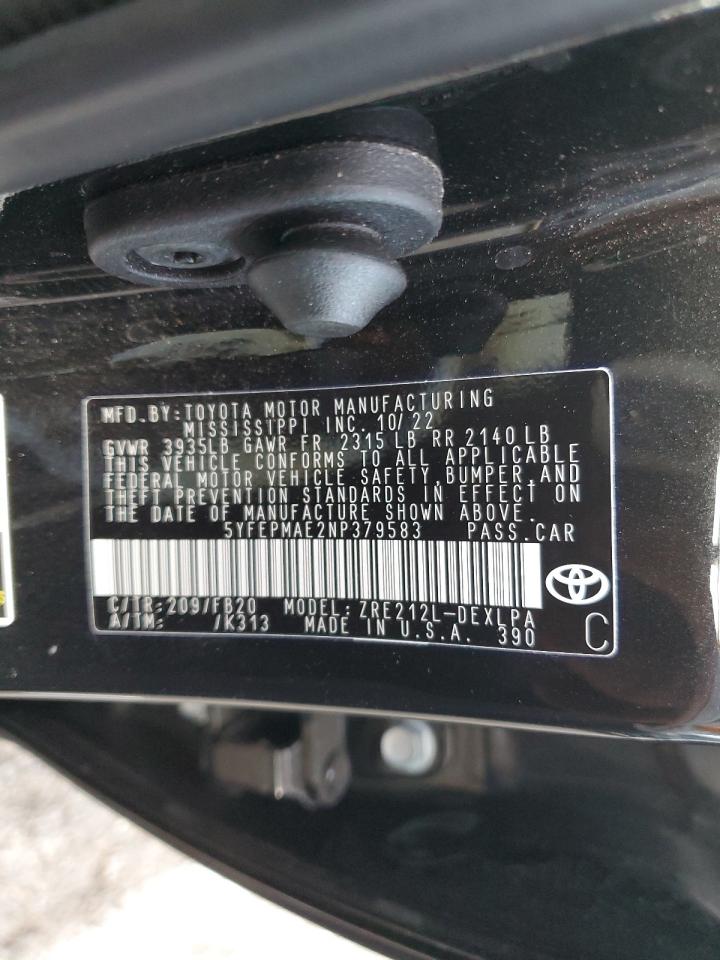 MFD.BY:TOYOTA MOTOR MANUFACTURING
MISSISSIPPI INC. 10/22
GVWR 3935LB GAWR FR 2315 LB RR 2140 LB
THIS VEHICLE CONFORMS TO ALL APPLICABLE
FEDERAL MOTOR VEHICLE SAFETY,BUMPER,AND
THEFT PREVENTION STANDARDS IN EFFECT ON
THE DATE OF MANUFACTURE SHOWN ABOVE.
5YFEPMAE2NP379583 PASS.CAR
C/TR:209/FB20 MODEL:ZRE212L-DEXLPA
A/TM: /K313 MADE IN U.S.A. 390
C